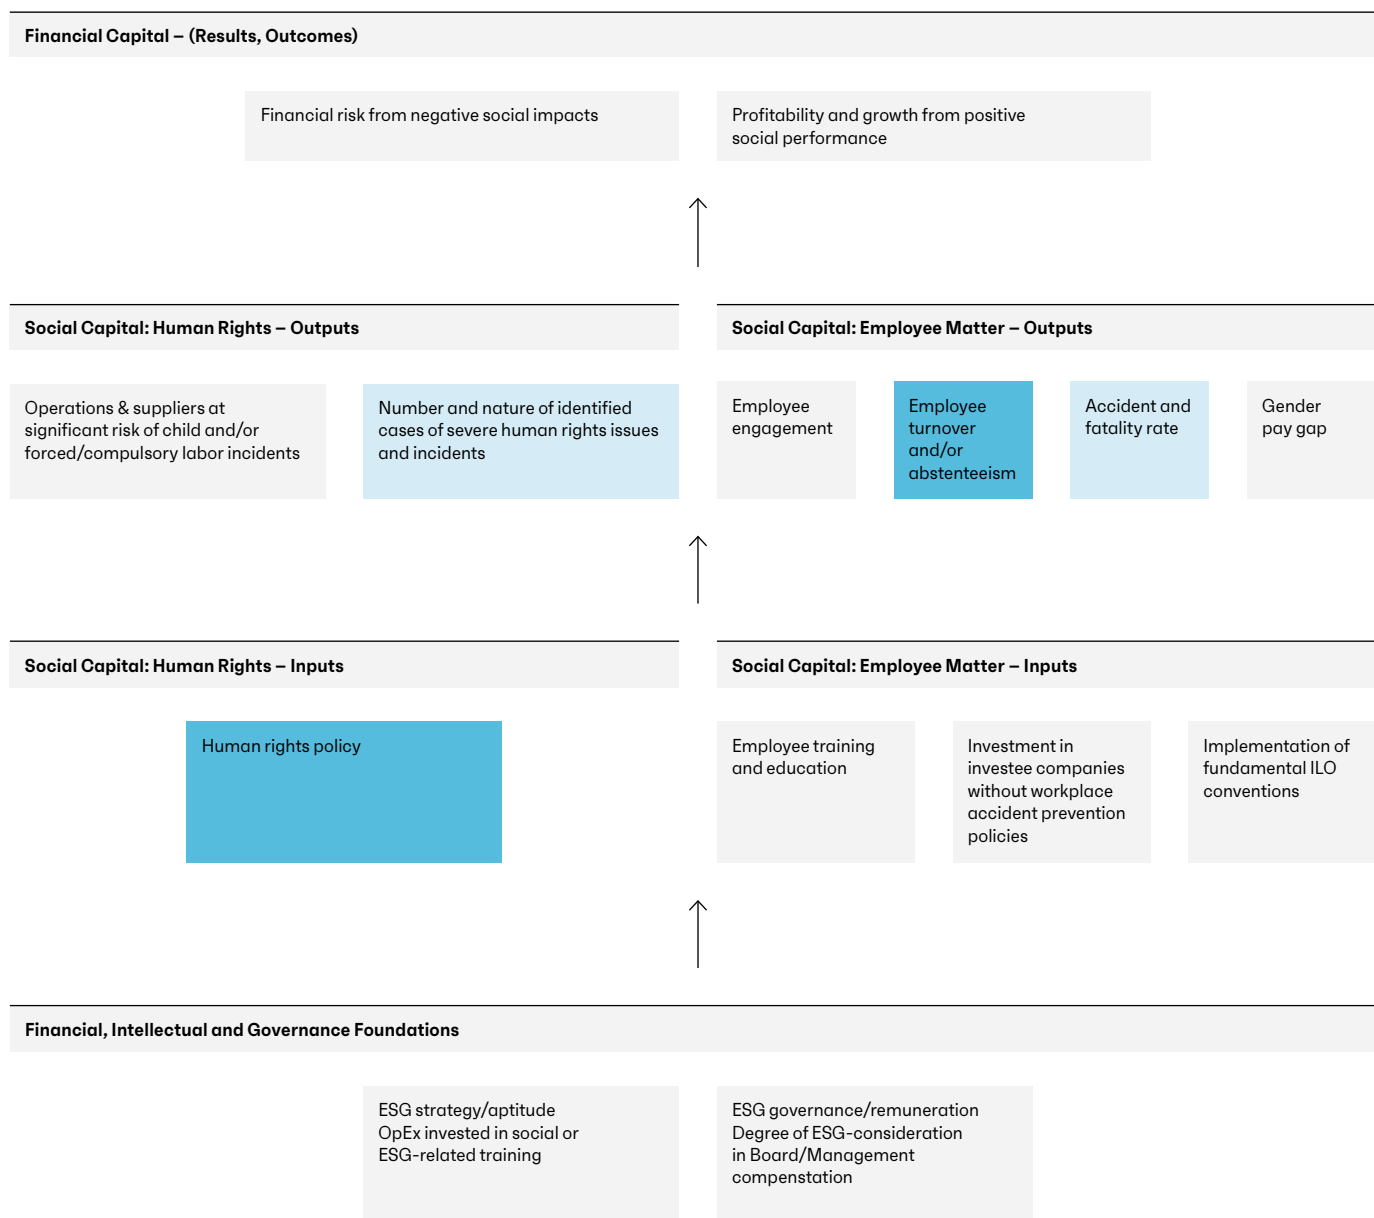 Financial Capital – (Results, Outcomes)
Financial risk from negative social impacts
Profitability and growth from positive
social performance
Social Capital: Human Rights – Outputs
Social Capital: Employee Matter – Outputs
Operations & suppliers at
significant risk of child and/or
forced/compulsory labor incidents
Number and nature of identified
cases of severe human rights issues
and incidents
Employee
engagement
Employee
turnover
and/or
abstenteeism
Accident and
fatality rate
Gender
pay gap
Social Capital: Human Rights – Inputs
Social Capital: Employee Matter – Inputs
Human rights policy
Employee training
and education
Investment in
investee companies
without workplace
accident prevention
policies
Implementation of
fundamental ILO
conventions
Financial, Intellectual and Governance Foundations
ESG strategy/aptitude
OpEx invested in social or
ESG-related training
ESG governance/remuneration
Degree of ESG-consideration
in Board/Management
compenstation